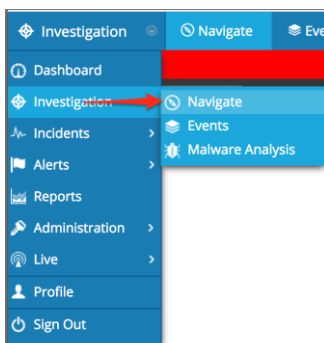 Investigation
Navigate
Eve
Dashboard
Investigation
Navigate
Incidents
Events
Alerts
Malware Analysis
Reports
Administration
Live
Profile
Sign Out